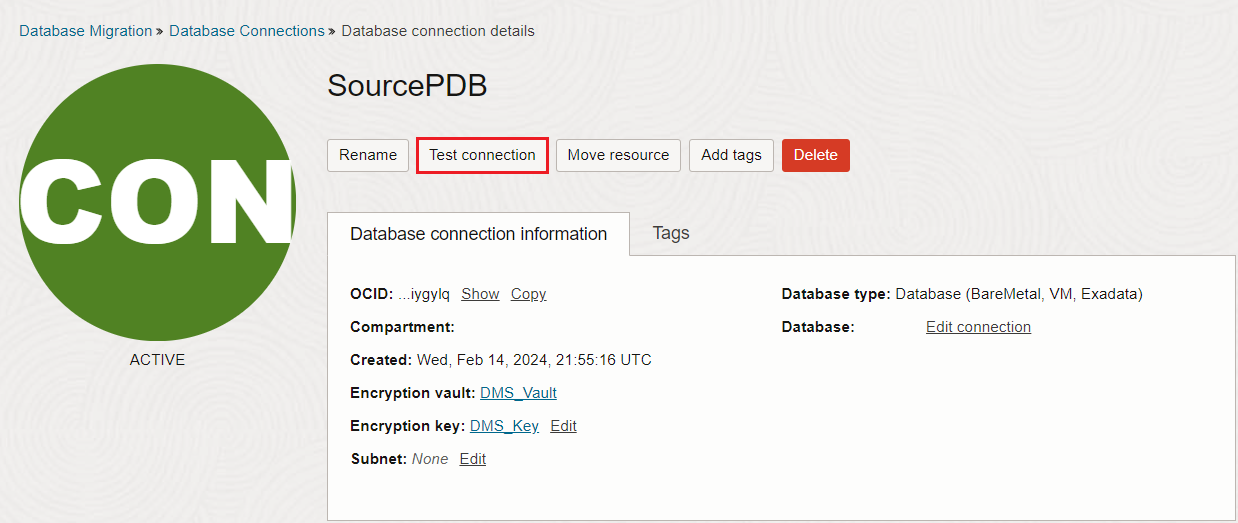 Database Migration » Database Connections » Database connection details
CON
ACTIVE
SourcePDB
Rename Test connection Move resource Add tags Delete
Database connection information Tags
OCID: ...iygylq Show Copy
Compartment:
Created: Wed, Feb 14, 2024, 21:55:16 UTC
Encryption vault: DMS_Vault
Encryption key: DMS_Key Edit
Subnet: None Edit
Database type: Database (BareMetal, VM, Exadata)
Database: Edit connection